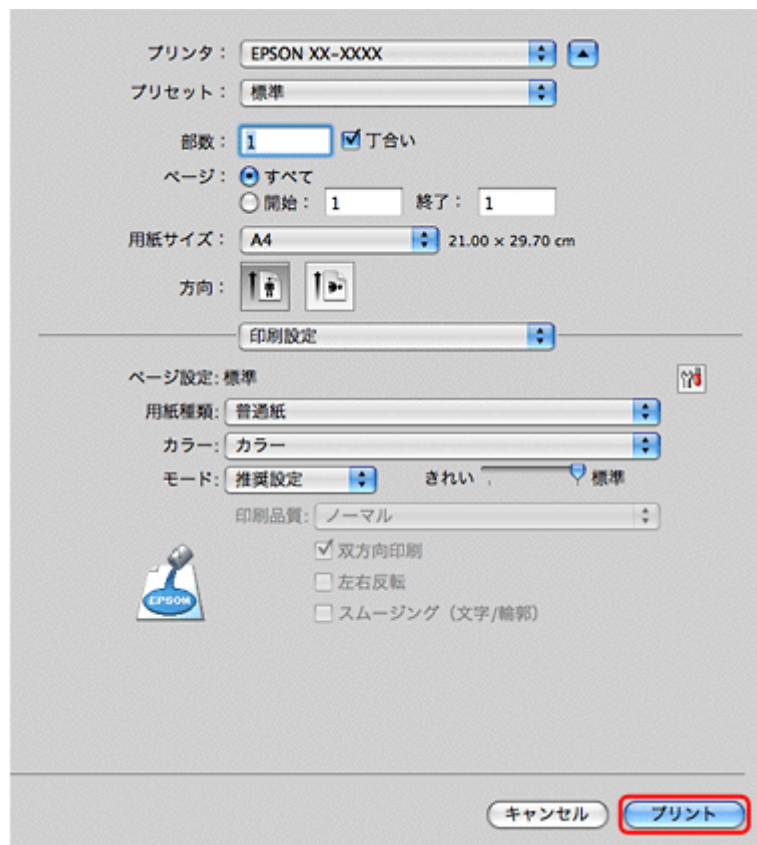 プリンタ： EPSON XX-XXXX
プリセット： 標準
部数： 1 丁合い
ページ： すべて
開始： 1 終了： 1
用紙サイズ： A4 21.00 × 29.70 cm
方向：
印刷設定
ページ設定: 標準
用紙種類: 普通紙
カラー: カラー
モード: 推奨設定 きれい 標準
印刷品質: ノーマル
双方向印刷
左右反転
スムージング（文字/輪郭）
EPSON
キャンセル プリント